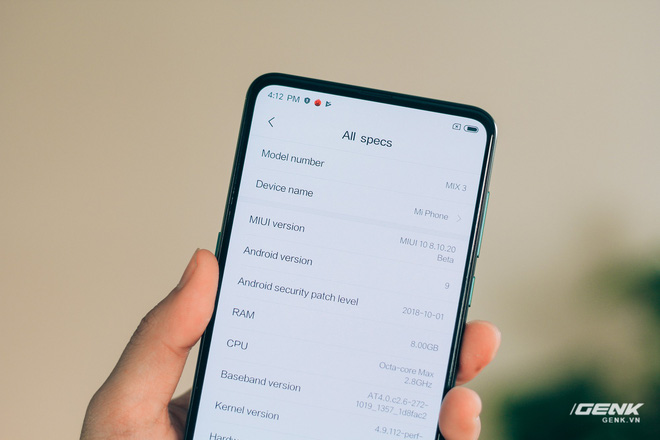 4:12 PM
All specs
Model number
MIX 3
Device name
Mi Phone
MIUI version
MIUI 10 8.10.20
Beta
Android version
9
Android security patch level
2018-10-01
RAM
8.00GB
CPU
Octa-core Max
2.8GHz
Baseband version
.AT4.0.c2.6-272-
1019_1357_1d8fac2
Kernel version
4.9.112-perf-
GENK
GENK.VN